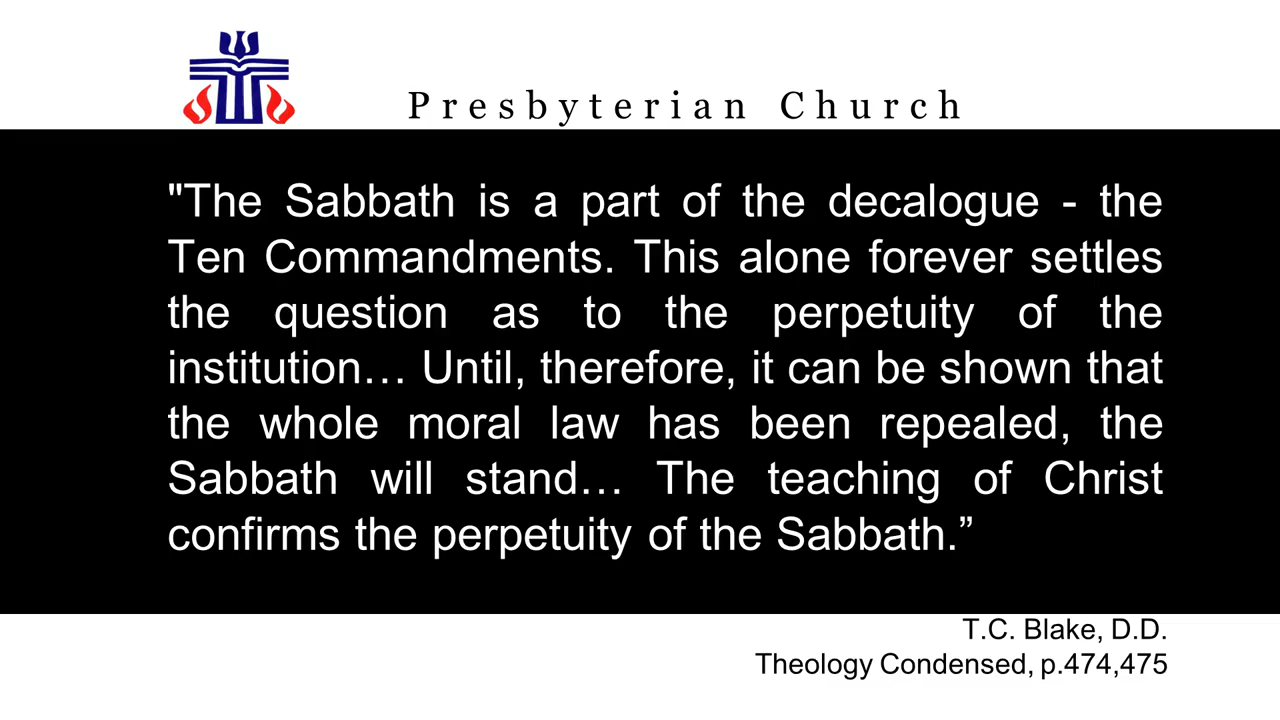 Presbyterian Church
"The Sabbath is a part of the decalogue - the
Ten Commandments. This alone forever settles
the question as to the perpetuity of the
institution… Until, therefore, it can be shown that
the whole moral law has been repealed, the
Sabbath will stand… The teaching of Christ
confirms the perpetuity of the Sabbath.”
T.C. Blake, D.D.
Theology Condensed, p.474,475